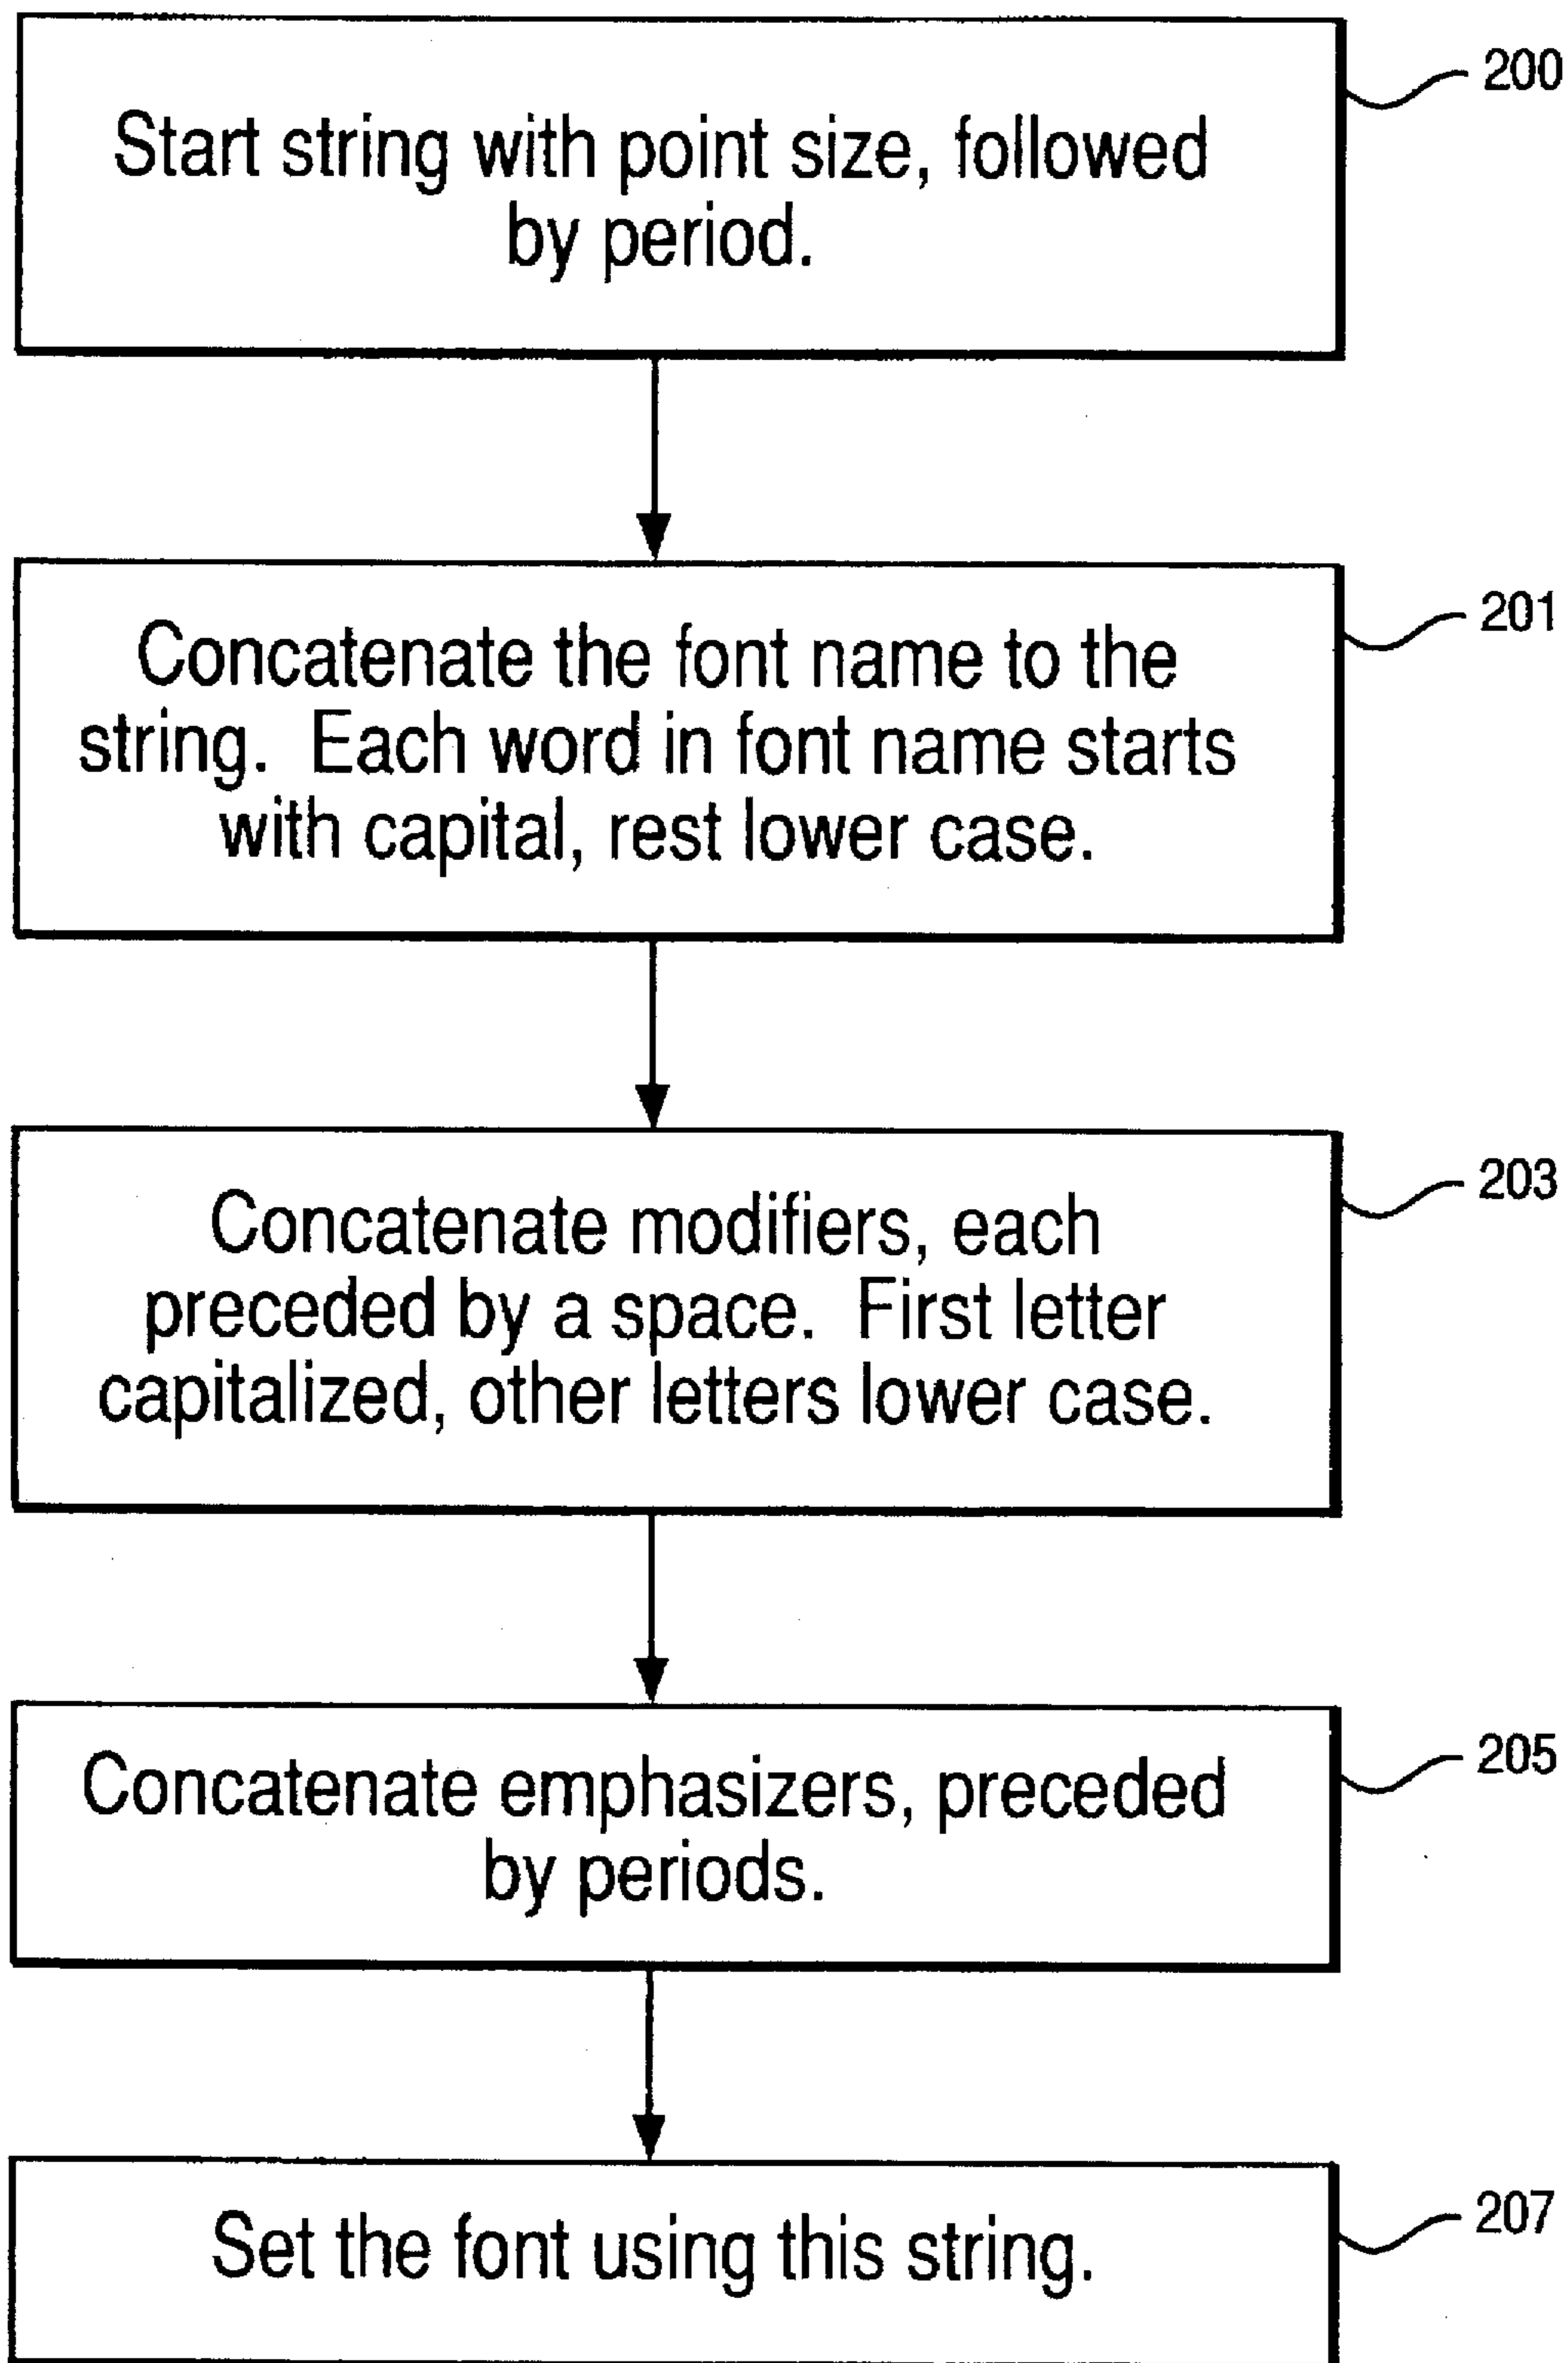 200
Start string with point size, followed
by period.
201
Concatenate the font name to the
string. Each word in font name starts
with capital, rest lower case.
203
Concatenate modifiers, each
preceded by a space. First letter
capitalized, other letters lower case.
205
Concatenate emphasizers, preceded
by periods.
207
Set the font using this string.